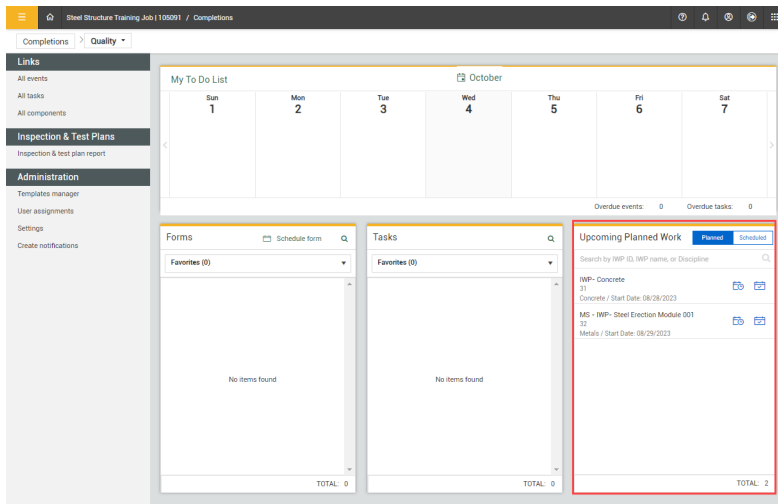 Steel Structure Training Job | 105091 / Completions
Completions > Quality
Links
All events
All tasks
All components
Inspection & Test Plans
Inspection & test plan report
Administration
Templates manager
User assignments
Settings
Create notifications
My To Do List
October
Sun Mon Tue Wed Thu Fri Sat
1 2 3 4 5 6 7
Overdue events: 0 Overdue tasks: 0
Forms Schedule form
Favorites (0)
No items found
TOTAL: 0
Tasks
Favorites (0)
No items found
TOTAL: 0
Upcoming Planned Work Planned Scheduled
Search by IWP ID, IWP name, or Discipline
IWP- Concrete
31
Concrete / Start Date: 08/28/2023
MS - IWP- Steel Erection Module 001
32
Metals / Start Date: 08/29/2023
TOTAL: 2